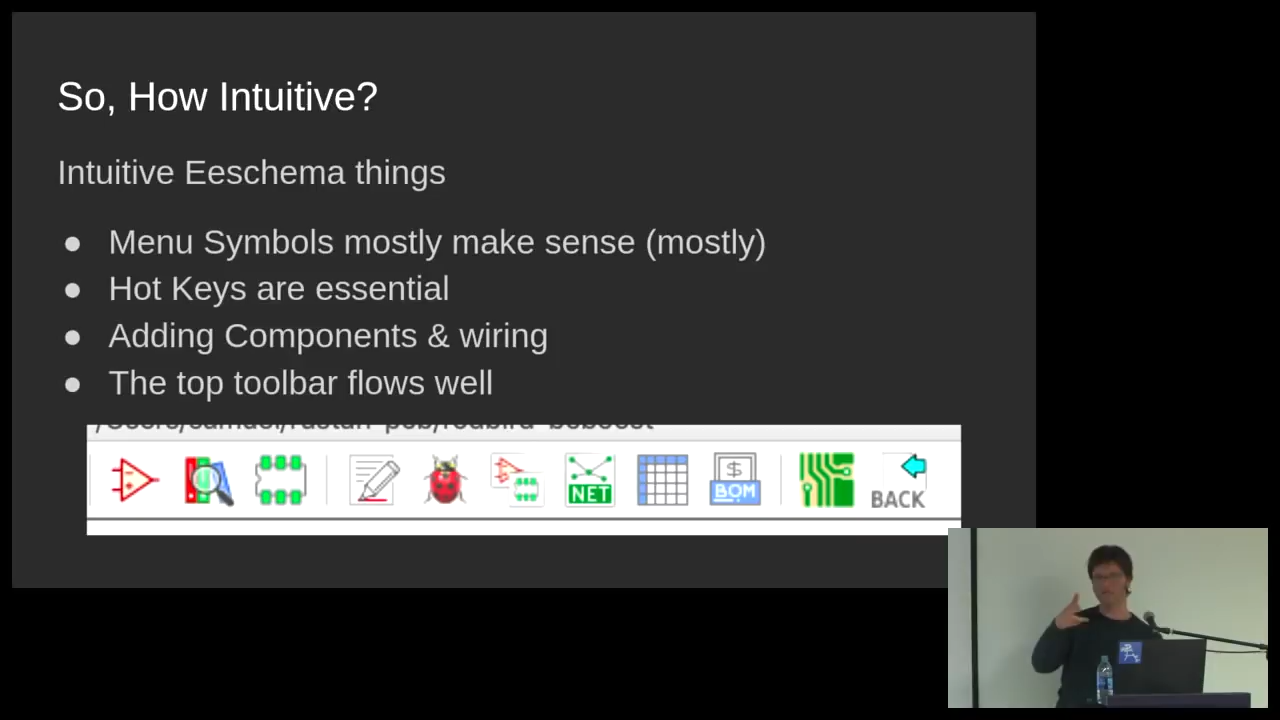 So, How Intuitive?
Intuitive Eeschema things
● Menu Symbols mostly make sense (mostly)
● Hot Keys are essential
● Adding Components & wiring
● The top toolbar flows well
NET
$
BOM
BACK